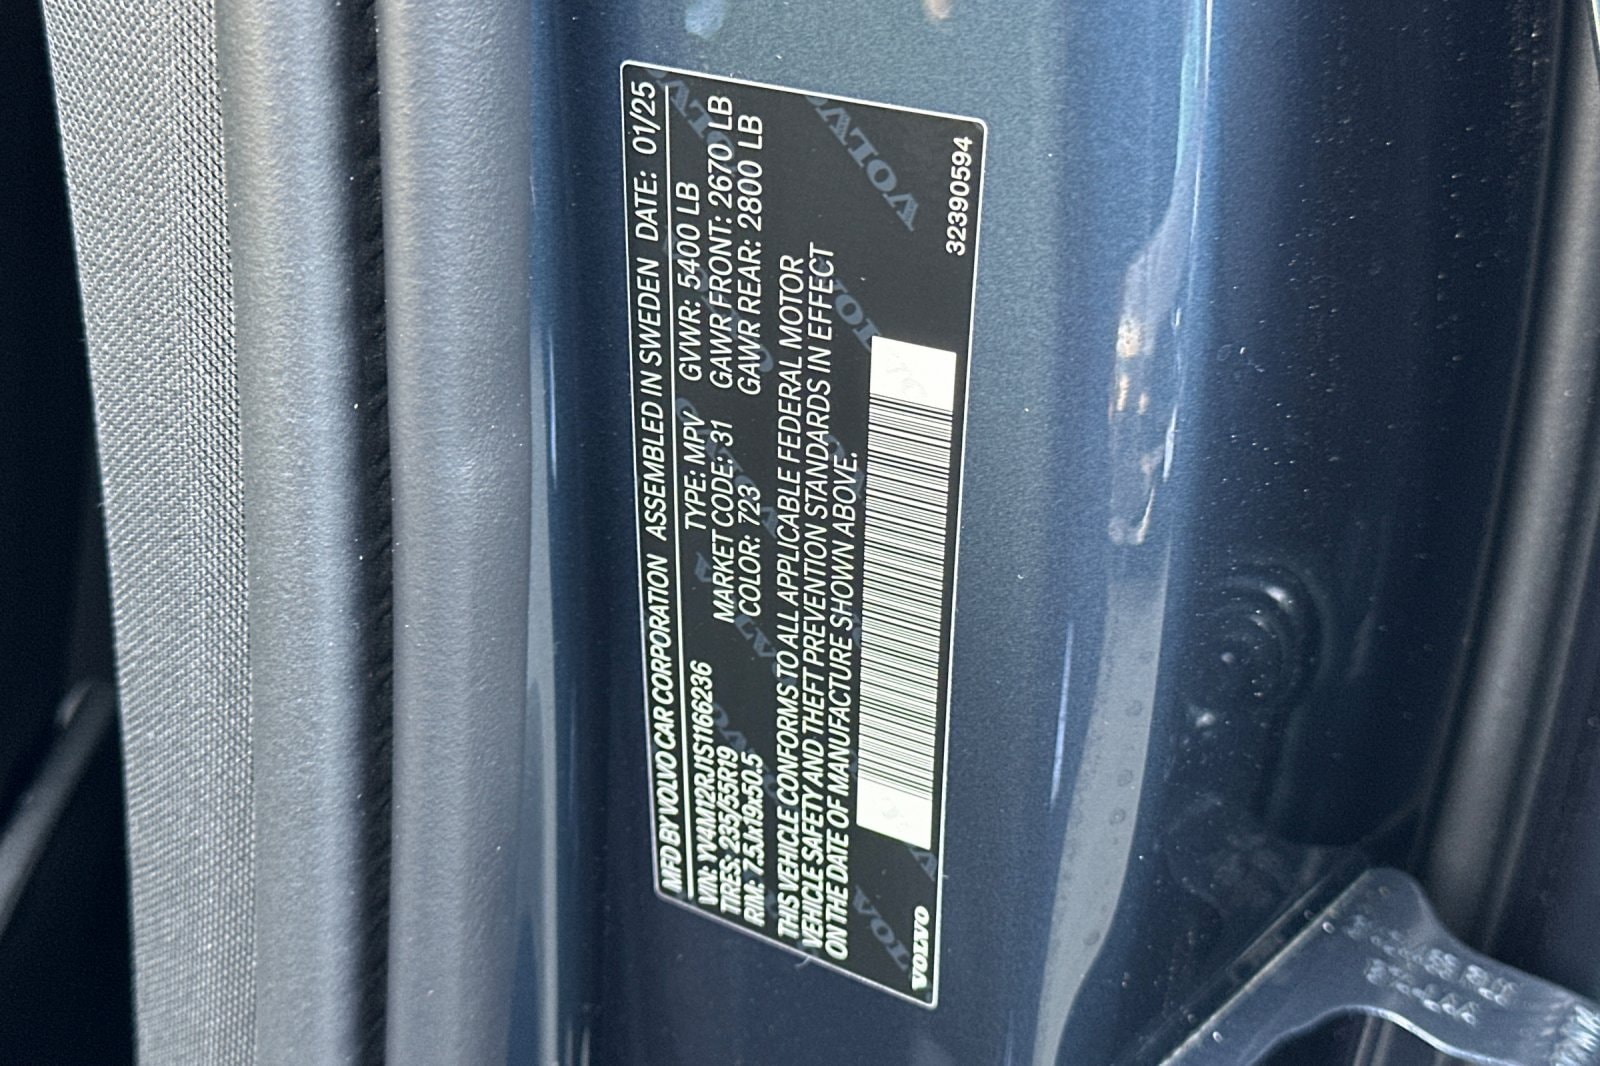 MFD BY VOLVO CAR CORPORATION ASSEMBLED IN SWEDEN DATE: 01/25
VIN: YV4M12RJ1S1166236 TYPE: MPV GVWR: 5400 LB
TIRES: 235/55R19 MARKET CODE: 31 GAWR FRONT: 2670 LB
RIM: 7.5Jx19x50.5 COLOR: 723 GAWR REAR: 2800 LB
THIS VEHICLE CONFORMS TO ALL APPLICABLE FEDERAL MOTOR
VEHICLE SAFETY AND THEFT PREVENTION STANDARDS IN EFFECT
ON THE DATE OF MANUFACTURE SHOWN ABOVE.
VOLVO 32390594